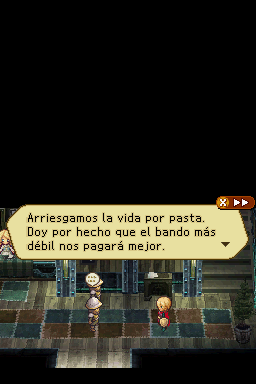 Arriesgamos la vida por pasta.
Doy por hecho que el bando más
débil nos pagará mejor.